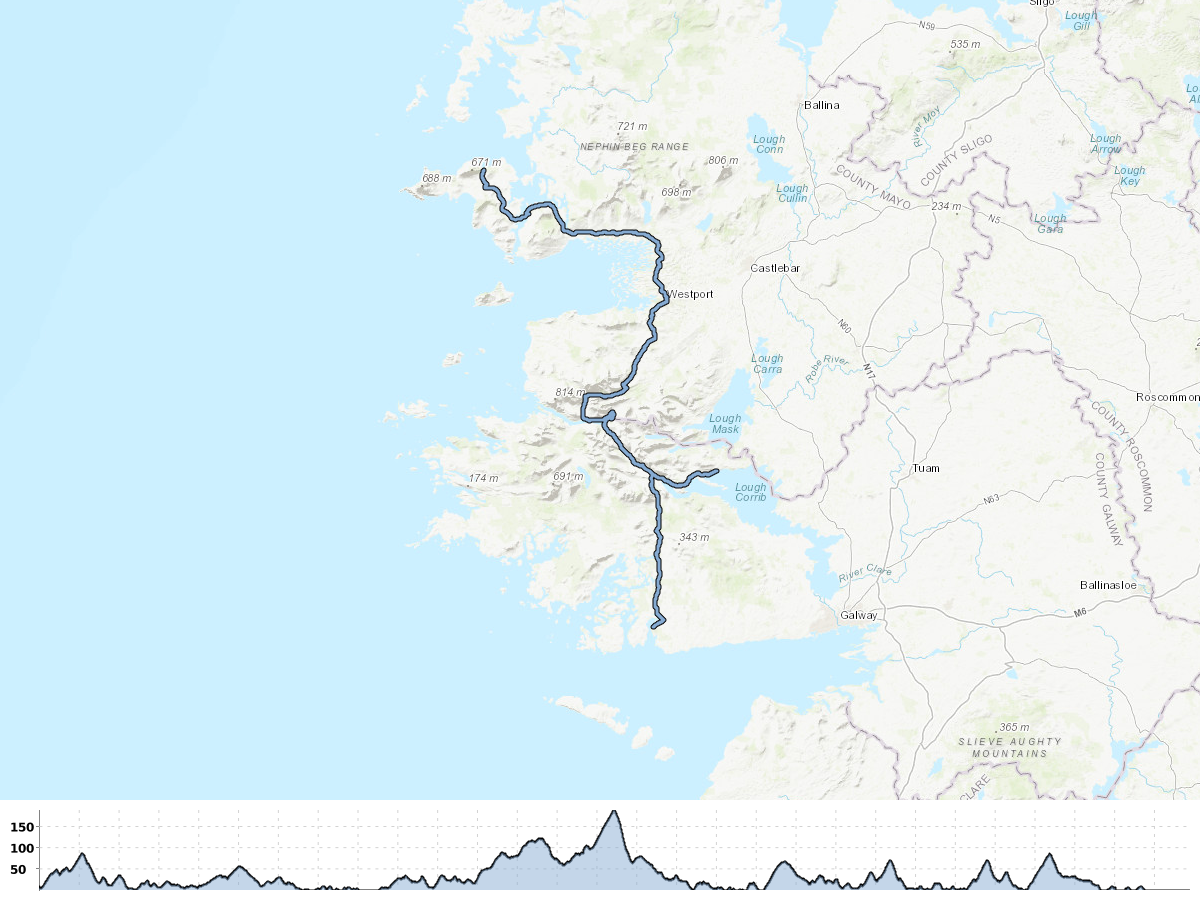 Sligo
Lough
Gill
N59
535 m
Lo
Al
Ballina
721 m
River Moy
NEPHIN BEG RANGE
Lough
Conn
COUNTY SLIGO
Lough
Arrow
671 m
806 m
688 m
698 m
Lough
Cullin
COUNTY MAYO
Lough
Key
234 m
N5
Lough
Gara
Castlebar
Westport
N60
Lough
Carra
Robe River
N17
814 m
Roscommon
Lough
Mask
COUNTY ROSCOMMON
COUNTY GALWAY
Tuam
174 m
691 m
Lough
Corrib
N63
343 m
River Clare
Ballinasloe
Galway
M6
365 m
SLIEVE AUGHTY
MOUNTAINS
CLARE
150
100
50